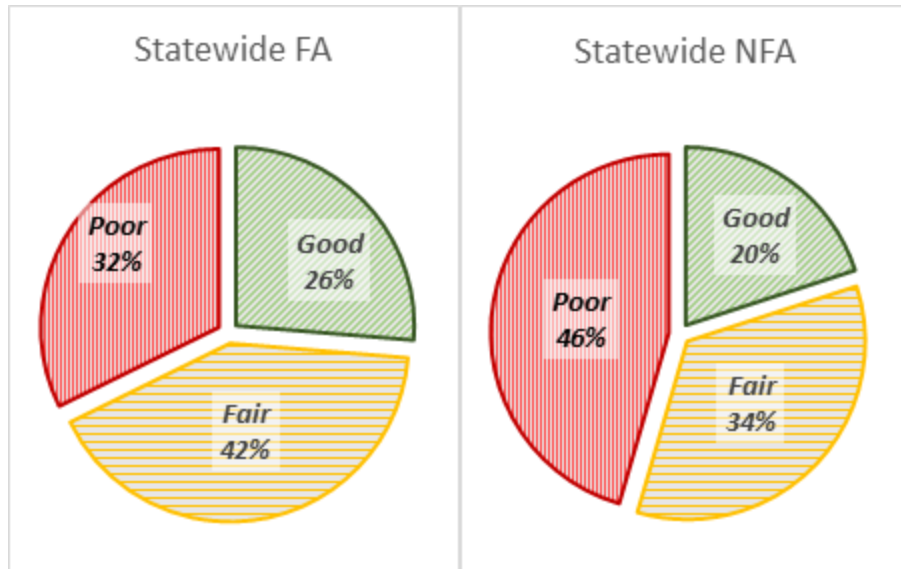 Statewide FA
Poor
32%
Good
26%
Fair
42%
Statewide NFA
Good
20%
Poor
46%
Fair
34%